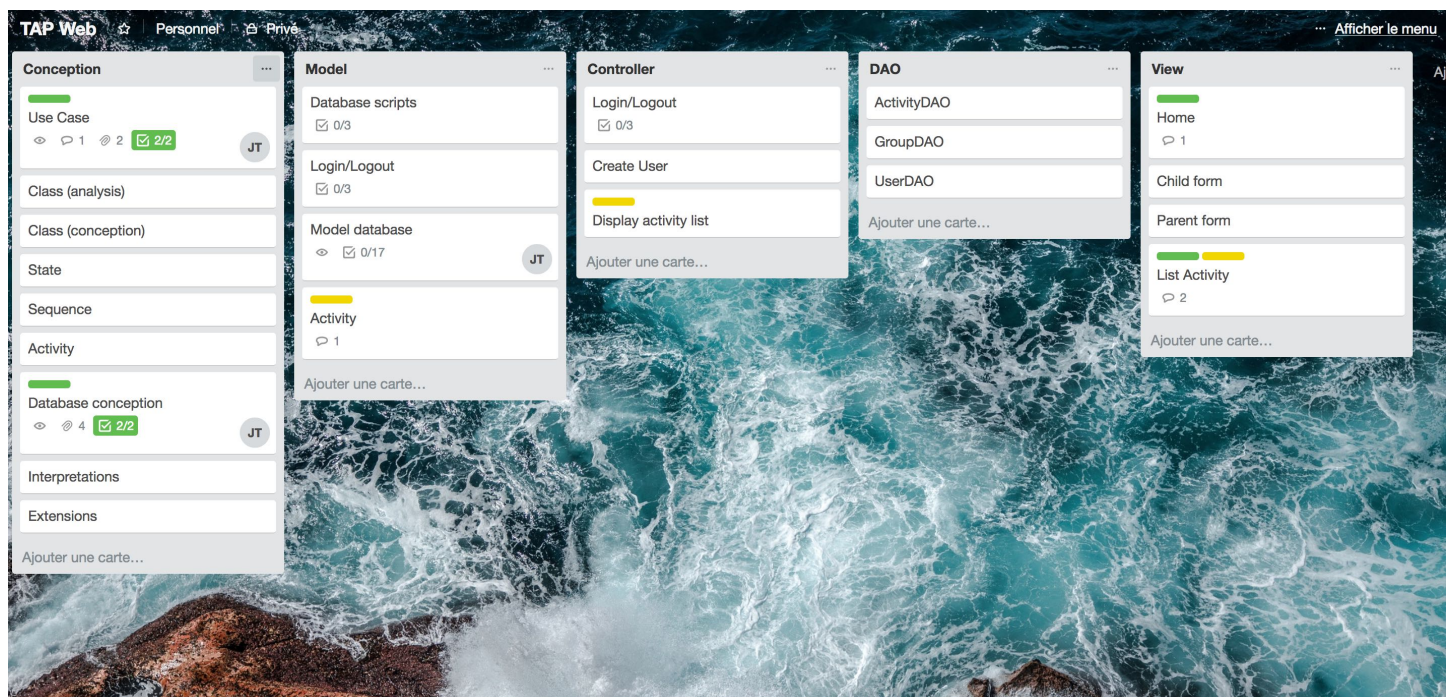 TAP Web Personnel Privé ... Afficher le menu
Conception ...
Use Case
1 2 2/2
JT
Class (analysis)
Class (conception)
State
Sequence
Activity
Database conception
4 2/2
JT
Interpretations
Extensions
Ajouter une carte...
Model ...
Database scripts
0/3
Login/Logout
0/3
Model database
0/17
JT
Activity
1
Ajouter une carte...
Controller ...
Login/Logout
0/3
Create User
Display activity list
Ajouter une carte...
DAO ...
ActivityDAO
GroupDAO
UserDAO
Ajouter une carte...
View ...
Home
1
Child form
Parent form
List Activity
2
Ajouter une carte...
Aj